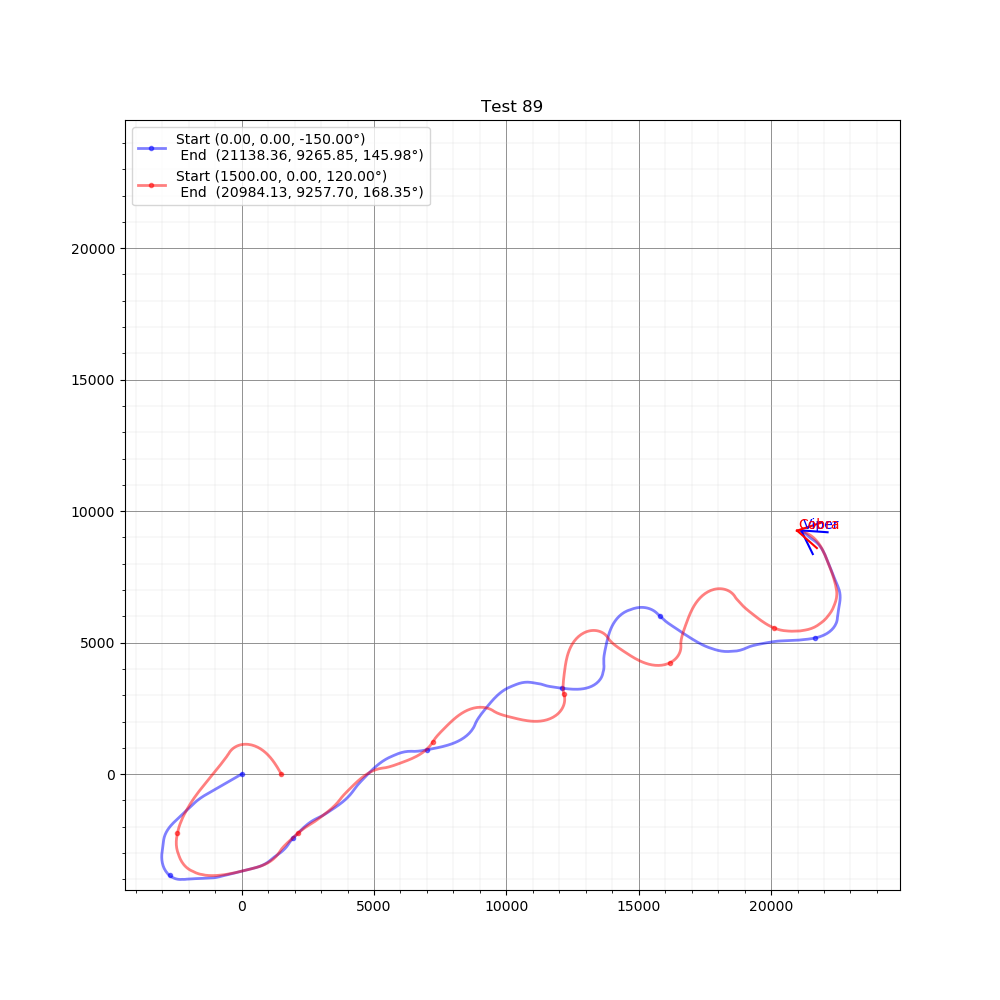 Test 89
Start (0.00, 0.00, -150.00°)
End (21138.36, 9265.85, 145.98°)
Start (1500.00, 0.00, 120.00°)
End (20984.13, 9257.70, 168.35°)
20000
15000
10000
Cobra
Viper
5000
0
0 5000 10000 15000 20000